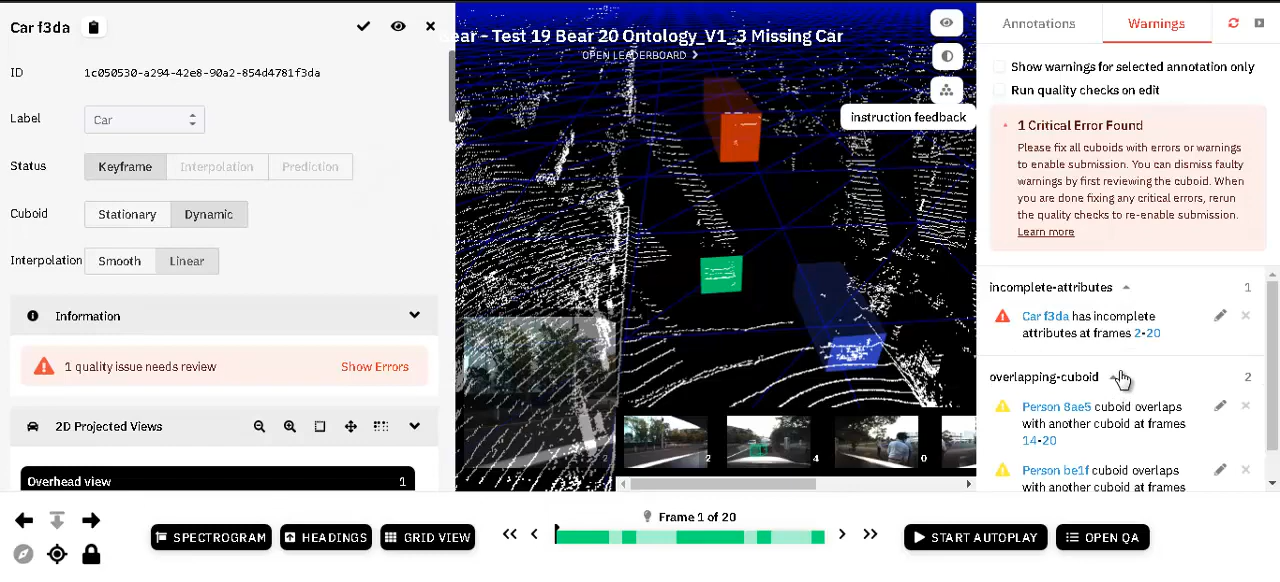 Car f3da
ID 1c050530-a294-42e8-90a2-854d4781f3da
Label Car
Status Keyframe Interpolation Prediction
Cuboid Stationary Dynamic
Interpolation Smooth Linear
Information
1 quality issue needs review Show Errors
2D Projected Views
Overhead view 1
ear - Test 19 Bear 20 Ontology_V1_3 Missing Car
OPEN LEADERBOARD
instruction feedback
2
2
4
0
Annotations Warnings
Show warnings for selected annotation only
Run quality checks on edit
1 Critical Error Found
Please fix all cuboids with errors or warnings
to enable submission. You can dismiss faulty
warnings by first reviewing the cuboid. When
you are done fixing any critical errors, rerun
the quality checks to re-enable submission.
Learn more
incomplete-attributes 1
Car f3da has incomplete
attributes at frames 2-20
overlapping-cuboid 2
Person 8ae5 cuboid overlaps
with another cuboid at frames
14-20
Person be1f cuboid overlaps
with another cuboid at frames
SPECTROGRAM
HEADINGS
GRID VIEW
Frame 1 of 20
START AUTOPLAY
OPEN QA